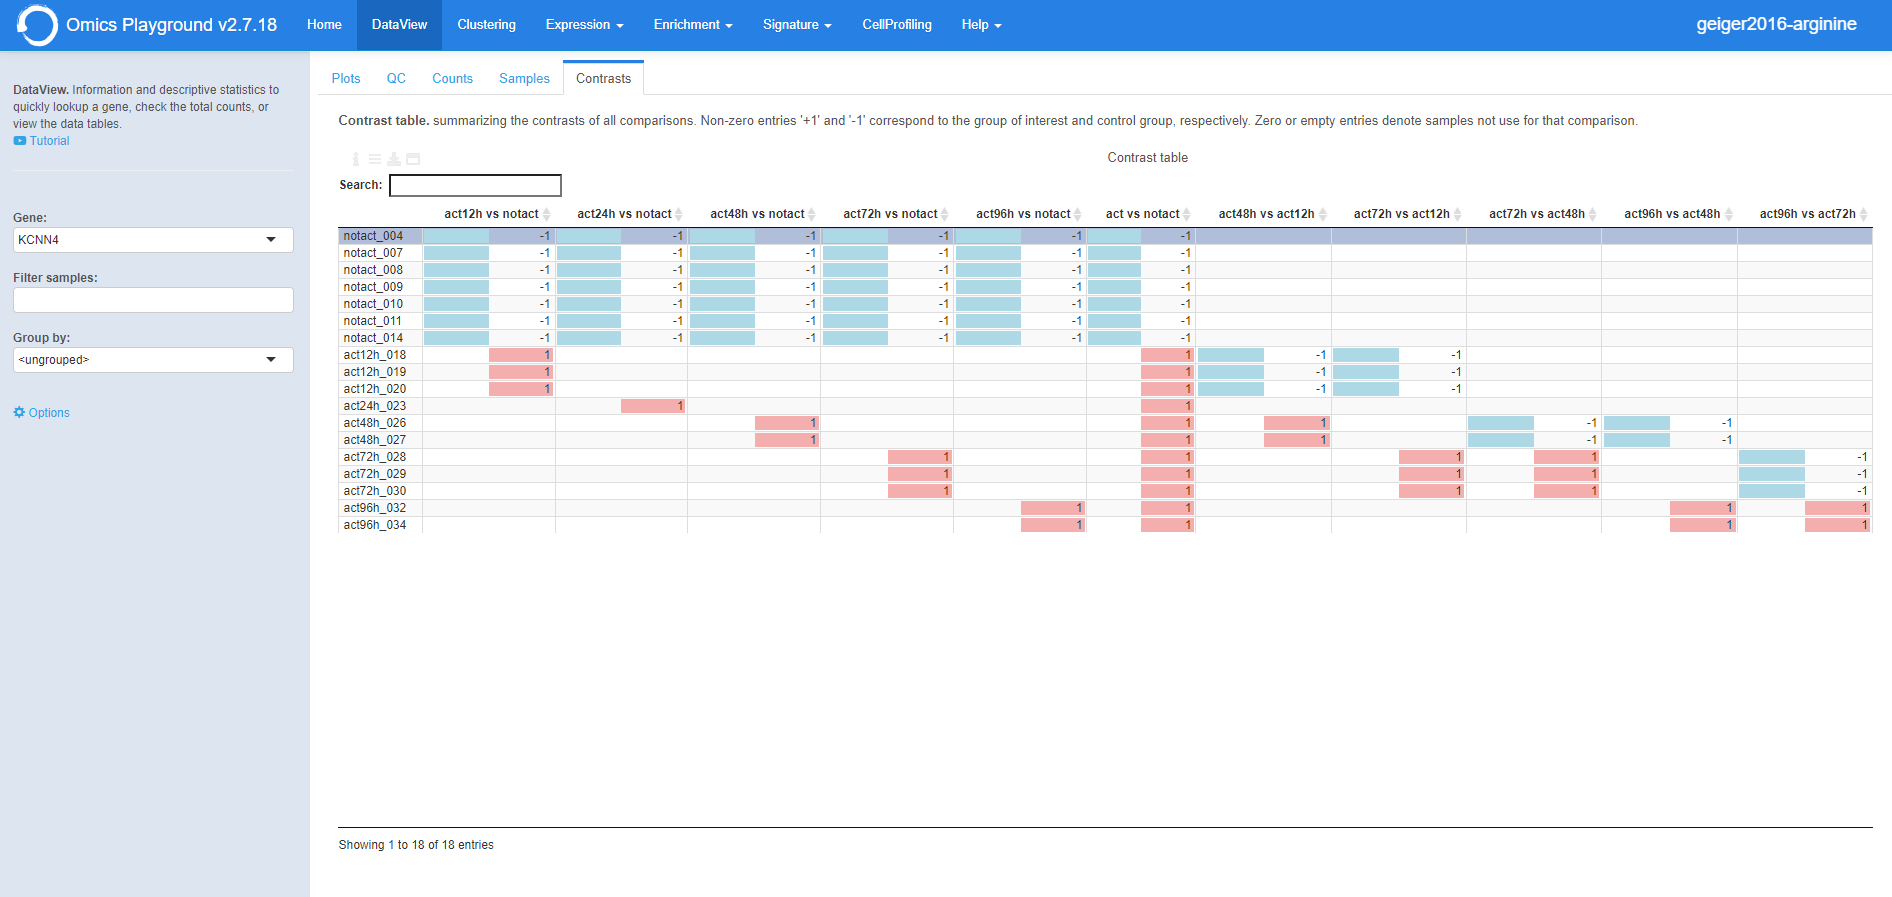 Omics Playground v2.7.18 Home DataView Clustering Expression Enrichment Signature CellProfiling Help geiger2016-arginine
DataView. Information and descriptive statistics to
quickly lookup a gene, check the total counts, or
view the data tables.
Tutorial
Gene:
KCNN4
Filter samples:
Group by:
<ungrouped>
Options
Plots QC Counts Samples Contrasts
Contrast table. summarizing the contrasts of all comparisons. Non-zero entries '+1' and '-1' correspond to the group of interest and control group, respectively. Zero or empty entries denote samples not use for that comparison.
Contrast table
Search:
act12h vs notact act24h vs notact act48h vs notact act72h vs notact act96h vs notact act vs notact act48h vs act12h act72h vs act12h act72h vs act48h act96h vs act48h act96h vs act72h
notact_004 -1 -1 -1 -1 -1 -1
notact_007 -1 -1 -1 -1 -1 -1
notact_008 -1 -1 -1 -1 -1 -1
notact_009 -1 -1 -1 -1 -1 -1
notact_010 -1 -1 -1 -1 -1 -1
notact_011 -1 -1 -1 -1 -1 -1
notact_014 -1 -1 -1 -1 -1 -1
act12h_018 1 1 -1 -1
act12h_019 1 1 -1 -1
act12h_020 1 1 -1 -1
act24h_023 1 1
act48h_026 1 1 1 -1 -1
act48h_027 1 1 1 -1 -1
act72h_028 1 1 1 1 -1
act72h_029 1 1 1 1 -1
act72h_030 1 1 1 1 -1
act96h_032 1 1 1 1
act96h_034 1 1 1 1
Showing 1 to 18 of 18 entries